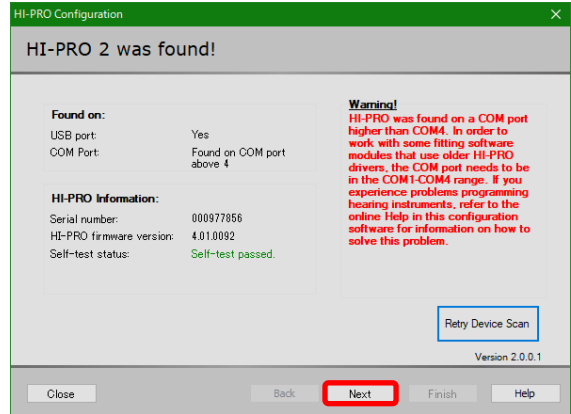 HI-PRO Configuration
HI-PRO 2 was found!
Found on:
USB port: Yes
COM Port: Found on COM port
above 4
HI-PRO Information:
Serial number: 000977856
HI-PRO firmware version: 4.01.0092
Self-test status: Self-test passed.
Warning!
HI-PRO was found on a COM port
higher than COM4. In order to
work with some fitting software
modules that use older HI-PRO
drivers, the COM port needs to be
in the COM1-COM4 range. If you
experience problems programming
hearing instruments, refer to the
online Help in this configuration
software for information on how to
solve this problem.
Retry Device Scan
Version 2.0.0.1
Close
Back
Next
Finish
Help